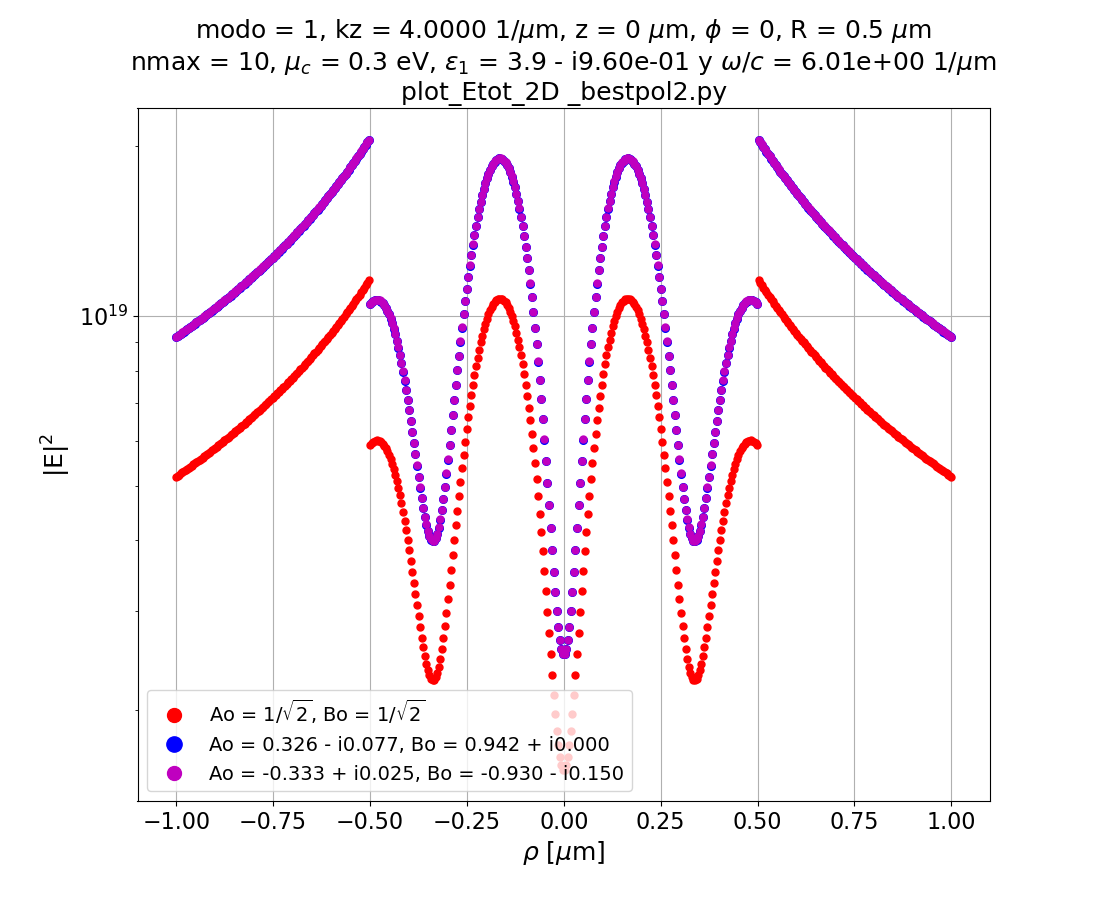 modo = 1, kz = 4.0000 1/μm, z = 0 μm, ϕ = 0, R = 0.5 μm
nmax = 10, μc = 0.3 eV, ε1 = 3.9 - i9.60e-01 y ω/c = 6.01e+00 1/μm
plot_Etot_2D _bestpol2.py
|E|²
10¹⁹
Ao = 1/√2, Bo = 1/√2
Ao = 0.326 - i0.077, Bo = 0.942 + i0.000
Ao = -0.333 + i0.025, Bo = -0.930 - i0.150
−1.00 −0.75 −0.50 −0.25 0.00 0.25 0.50 0.75 1.00
ρ [μm]